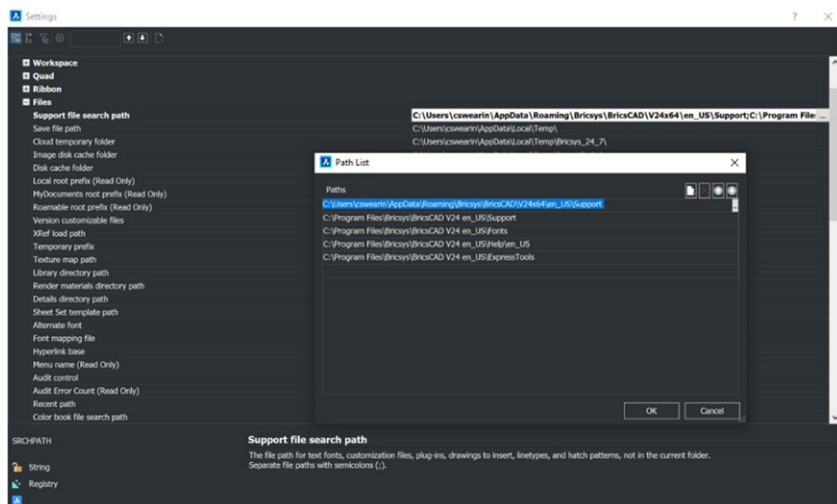 Settings
Workspace
Quad
Ribbon
Files
Support file search path C:\Users\cswearin\AppData\Roaming\Bricsys\BricsCAD\V24x64\en_US\Support;C:\Program File ...
Save file path C:\Users\cswearin\AppData\Local\Temp\
Cloud temporary folder C:\Users\cswearin\AppData\Local\Temp\Bricsys_24_7\
Image disk cache folder
Disk cache folder
Local root prefix (Read Only)
MyDocuments root prefix (Read Only)
Roamable root prefix (Read Only)
Version customizable files
XRef load path
Temporary prefix
Texture map path
Library directory path
Render materials directory path
Details directory path
Sheet Set template path
Alternate font
Font mapping file
Hyperlink base
Menu name (Read Only)
Audit control
Audit Error Count (Read Only)
Recent path
Color book file search path
Path List
Paths
C:\Users\cswearin\AppData\Roaming\Bricsys\BricsCAD\V24x64\en_US\Support
C:\Program Files\Bricsys\BricsCAD V24 en_US\Support
C:\Program Files\Bricsys\BricsCAD V24 en_US\Fonts
C:\Program Files\Bricsys\BricsCAD V24 en_US\Help\en_US
C:\Program Files\Bricsys\BricsCAD V24 en_US\ExpressTools
OK Cancel
SRCHPATH
String
Registry
Support file search path
The file path for text fonts, customization files, plug-ins, drawings to insert, linetypes, and hatch patterns, not in the current folder.
Separate file paths with semicolons (;).